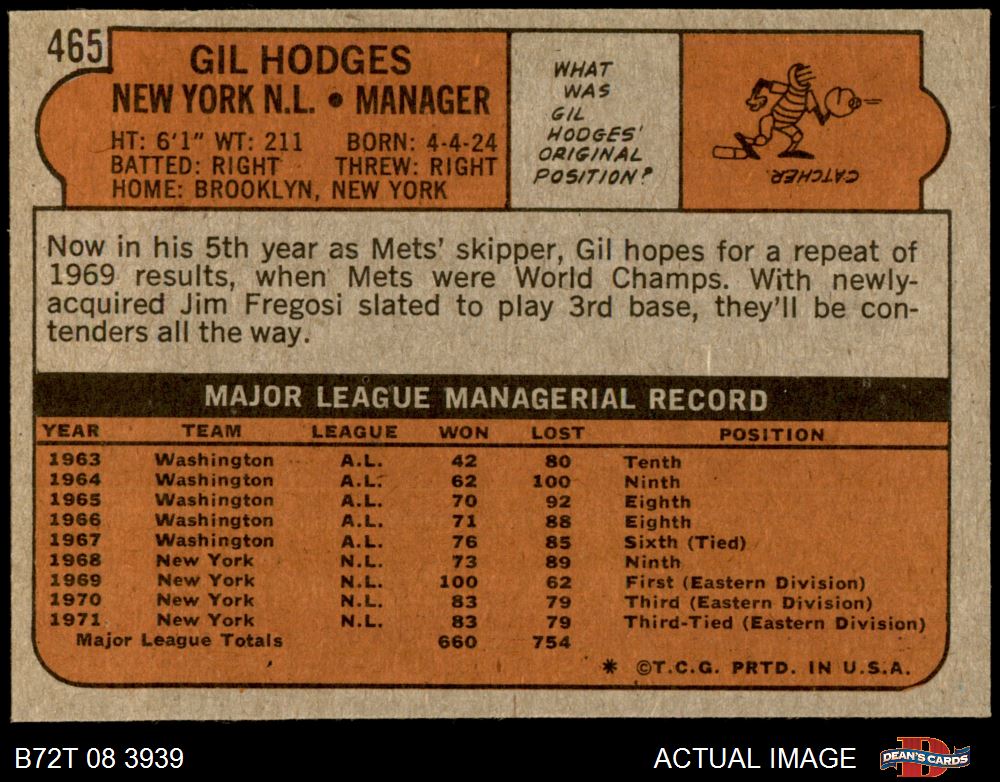 465
GIL HODGES
NEW YORK N.L. • MANAGER
HT: 6'1" WT: 211 BORN: 4-4-24
BATTED: RIGHT THREW: RIGHT
HOME: BROOKLYN, NEW YORK
WHAT
WAS
GIL
HODGES'
ORIGINAL
POSITION?
CATCHER
Now in his 5th year as Mets' skipper, Gil hopes for a repeat of
1969 results, when Mets were World Champs. With newly-
acquired Jim Fregosi slated to play 3rd base, they'll be con-
tenders all the way.
MAJOR LEAGUE MANAGERIAL RECORD
YEAR TEAM LEAGUE WON LOST POSITION
1963 Washington A.L. 42 80 Tenth
1964 Washington A.L. 62 100 Ninth
1965 Washington A.L. 70 92 Eighth
1966 Washington A.L. 71 88 Eighth
1967 Washington A.L. 76 85 Sixth (Tied)
1968 New York N.L. 73 89 Ninth
1969 New York N.L. 100 62 First (Eastern Division)
1970 New York N.L. 83 79 Third (Eastern Division)
1971 New York N.L. 83 79 Third-Tied (Eastern Division)
Major League Totals 660 754
* ©T.C.G. PRTD. IN U.S.A.
B72T 08 3939
ACTUAL IMAGE
DEAN'S CARDS